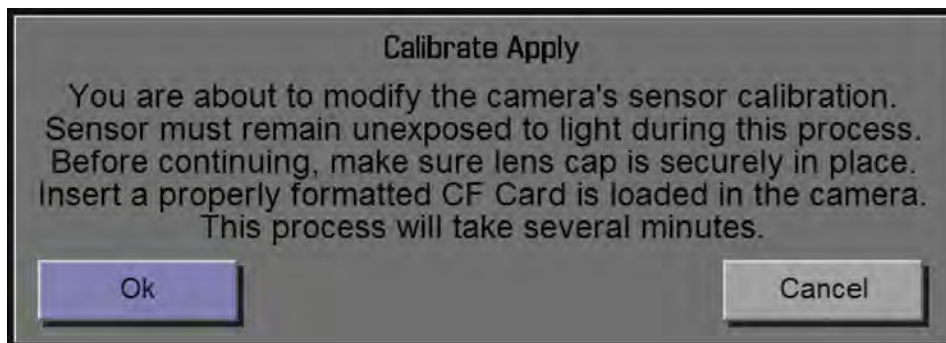 Calibrate Apply
You are about to modify the camera's sensor calibration.
Sensor must remain unexposed to light during this process.
Before continuing, make sure lens cap is securely in place.
Insert a properly formatted CF Card is loaded in the camera.
This process will take several minutes.
Ok
Cancel